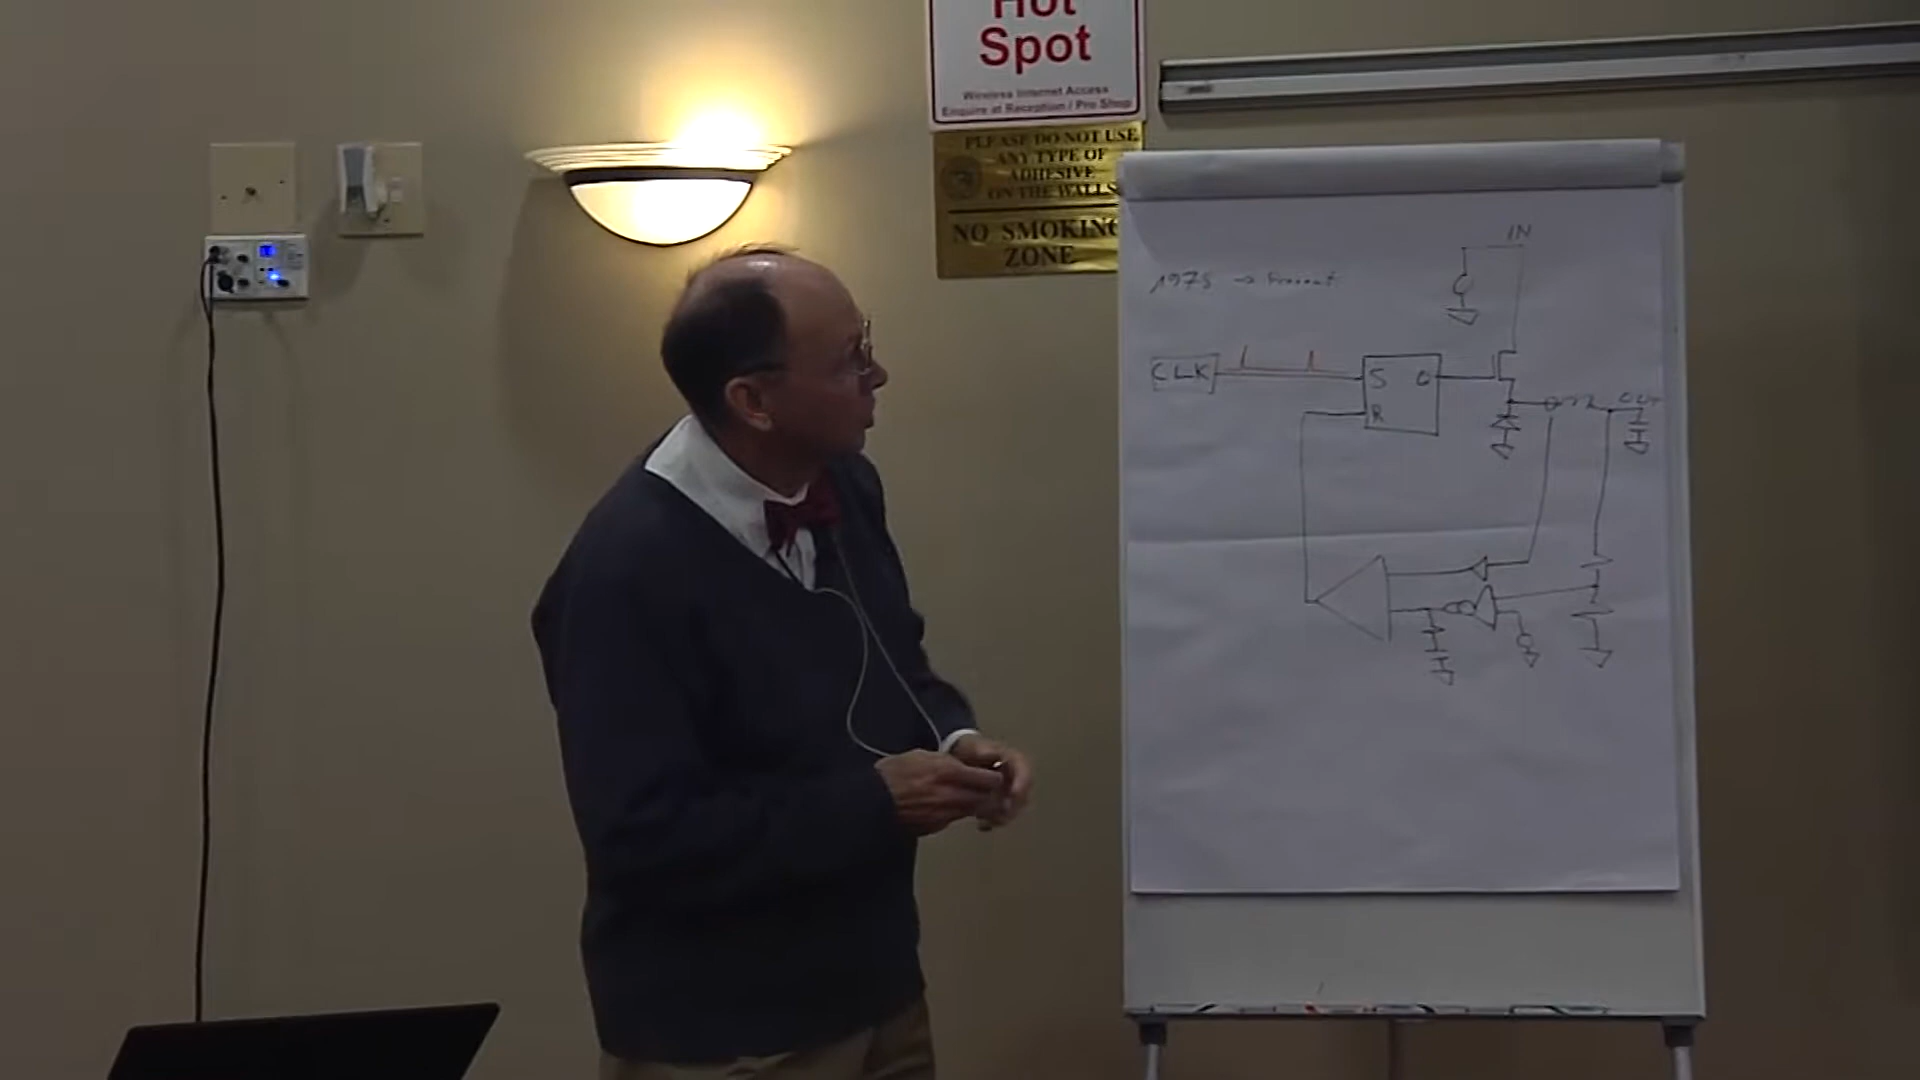 Hot
Spot
Wireless Internet Access
Enquire at Reception / Pro Shop
PLEASE DO NOT USE
ANY TYPE OF
ADHESIVE
ON THE WALLS
NO SMOKING
ZONE
IN
1975 → Present
CLK
S Q
R
OUT